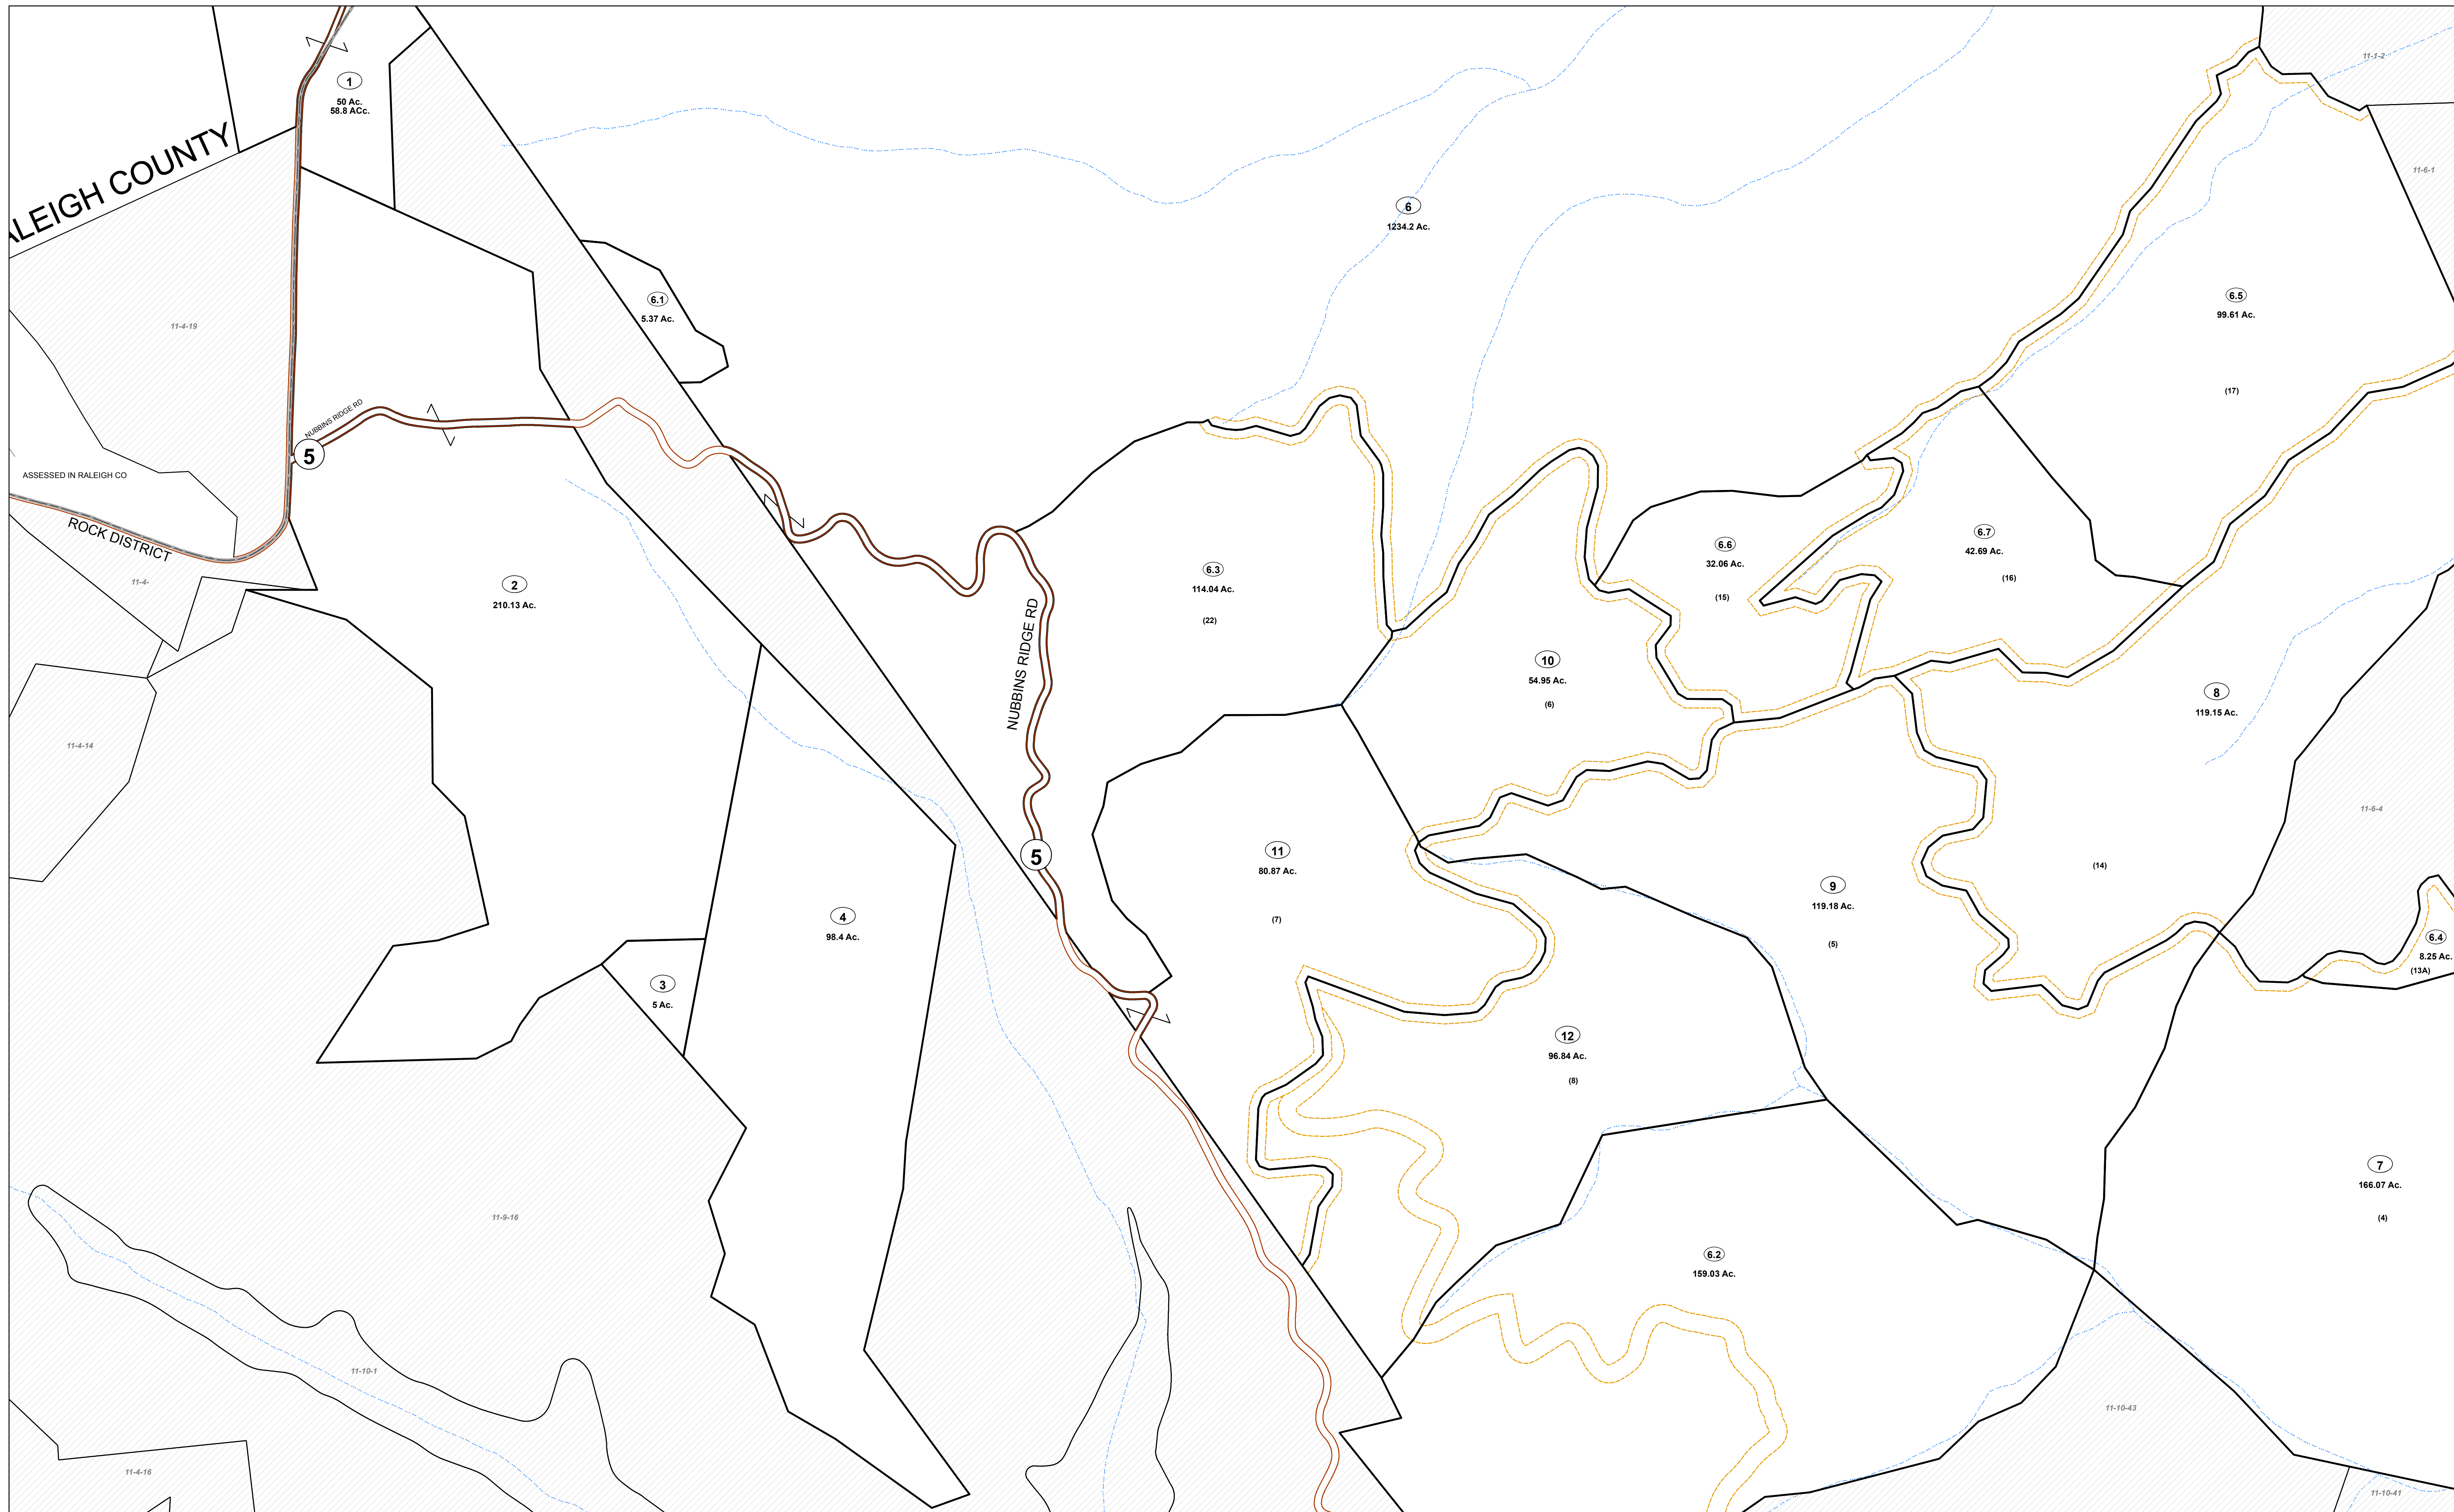 11-1-2
1
50 Ac.
58.8 ACc.
ALEIGH COUNTY
11-6-1
6
1234.2 Ac.
6.1
5.37 Ac.
6.5
99.61 Ac.
11-4-19
(17)
NUBBINS RIDGE RD
5
ASSESSED IN RALEIGH CO
ROCK DISTRICT
11-4-
2
210.13 Ac.
6.3
114.04 Ac.
(22)
NUBBINS RIDGE RD
6.6
32.06 Ac.
(15)
6.7
42.69 Ac.
(16)
10
54.95 Ac.
(6)
8
119.15 Ac.
11-4-14
11-6-4
5
11
80.87 Ac.
(7)
(14)
9
119.18 Ac.
(5)
4
98.4 Ac.
6.4
8.25 Ac.
(13A)
3
5 Ac.
12
96.84 Ac.
(8)
7
166.07 Ac.
(4)
11-9-16
6.2
159.03 Ac.
11-10-1
11-10-43
11-4-16
11-10-41